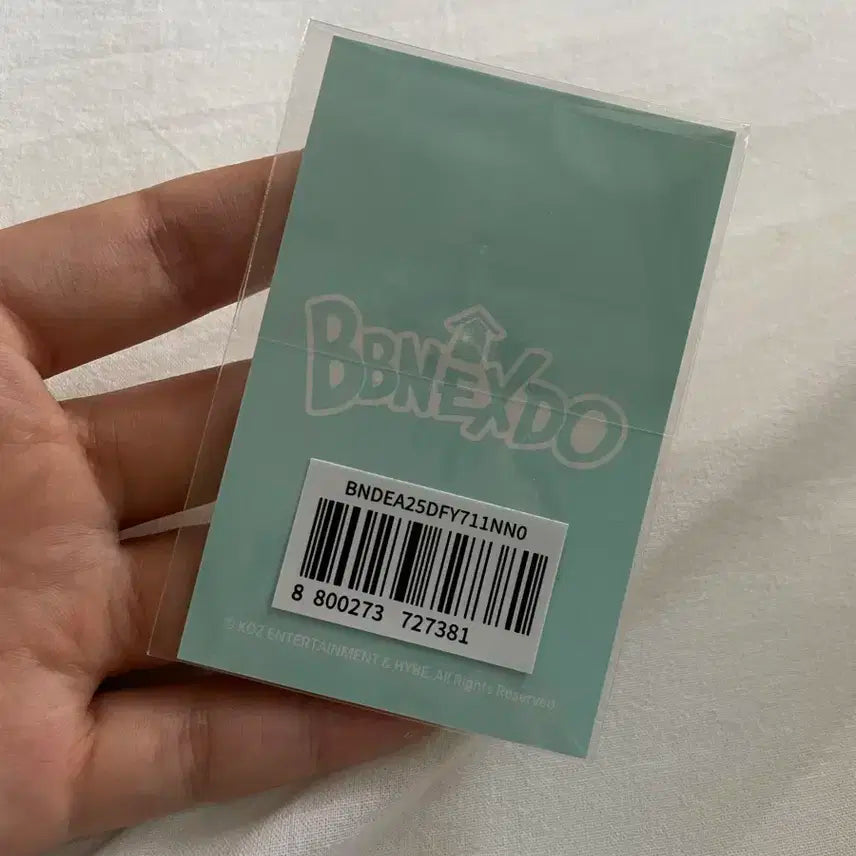 BBNEXDO
BNDEA25DFY711NN0
8 800273 727381
© KOZ ENTERTAINMENT & HYBE. All Rights Reserved